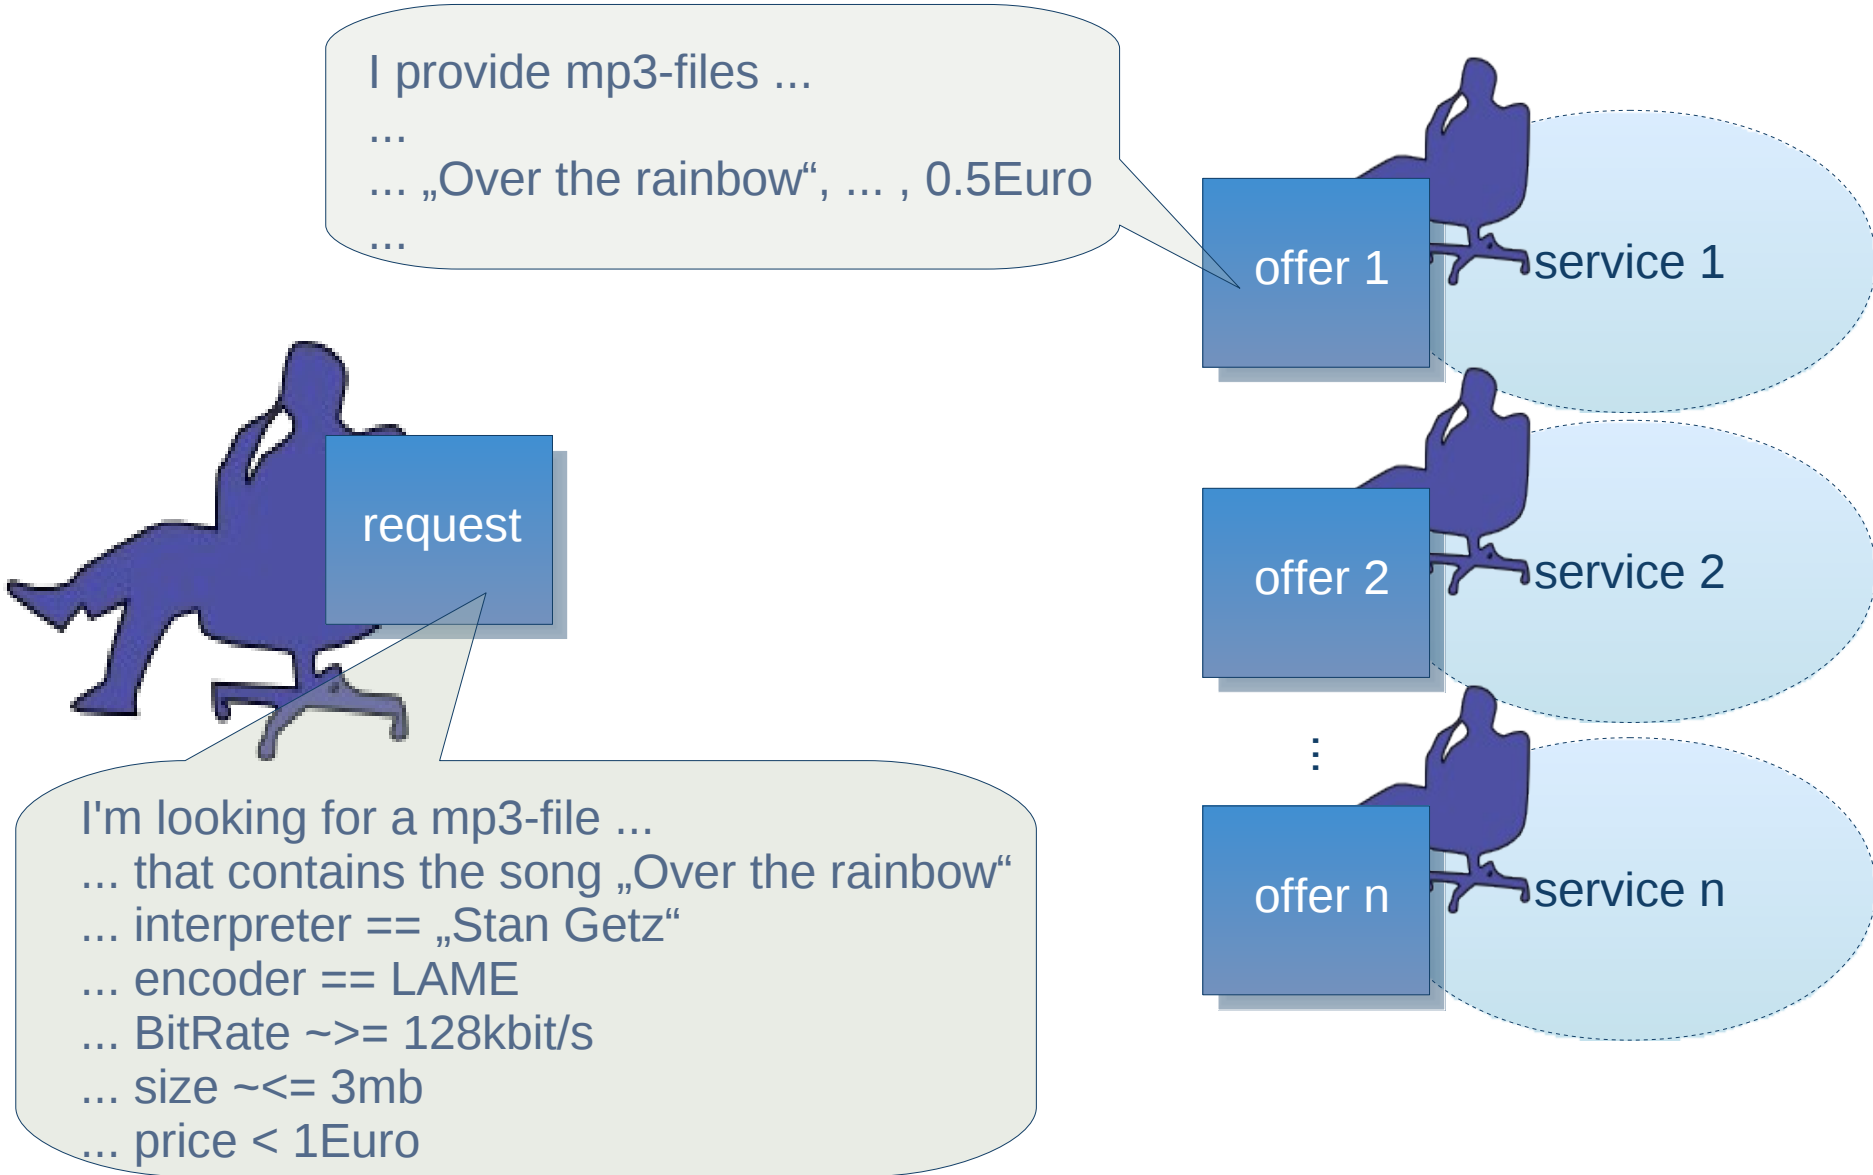 I provide mp3-files ...
...
... „Over the rainbow“, ... , 0.5Euro
...
offer 1
service 1
request
offer 2
service 2
...
offer n
service n
I'm looking for a mp3-file ...
... that contains the song „Over the rainbow“
... interpreter == „Stan Getz“
... encoder == LAME
... BitRate ~>= 128kbit/s
... size ~<= 3mb
... price < 1Euro